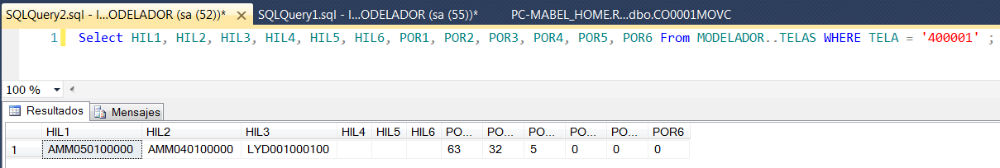 SQLQuery2.sql - l...ODELADOR (sa (52))* SQLQuery1.sql - l...ODELADOR (sa (55))* PC-MABEL_HOME.R...dbo.CO0001MOVC
1 Select HIL1, HIL2, HIL3, HIL4, HIL5, HIL6, POR1, POR2, POR3, POR4, POR5, POR6 From MODELADOR..TELAS WHERE TELA = '400001' ;
100 %
Resultados Mensajes
HIL1 HIL2 HIL3 HIL4 HIL5 HIL6 PO... PO... PO... PO... PO... POR6
1 AMM050100000 AMM040100000 LYD001000100 63 32 5 0 0 0